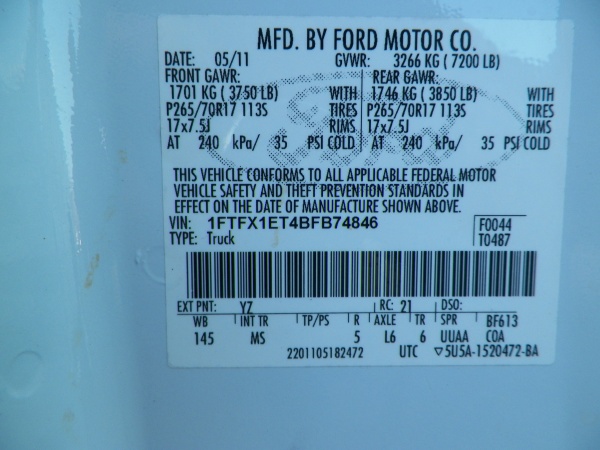 MFD. BY FORD MOTOR CO.
DATE: 05/11 GVWR: 3266 KG ( 7200 LB)
FRONT GAWR: REAR GAWR:
1701 KG ( 3750 LB) WITH 1746 KG ( 3850 LB) WITH
P265/70R17 113S TIRES P265/70R17 113S TIRES
17x7.5J RIMS 17x7.5J RIMS
AT 240 kPa/ 35 PSI COLD AT 240 kPa/ 35 PSI COLD
THIS VEHICLE CONFORMS TO ALL APPLICABLE FEDERAL MOTOR
VEHICLE SAFETY AND THEFT PREVENTION STANDARDS IN
EFFECT ON THE DATE OF MANUFACTURE SHOWN ABOVE.
VIN: 1FTFX1ET4BFB74846 F0044
TYPE: Truck T0487
EXT PNT: YZ RC: 21 DSO:
WB INT TR TP/PS R AXLE TR SPR BF613
145 MS 5 L6 6 UUAA COA
2201105182472 UTC ▽5U5A-1520472-BA